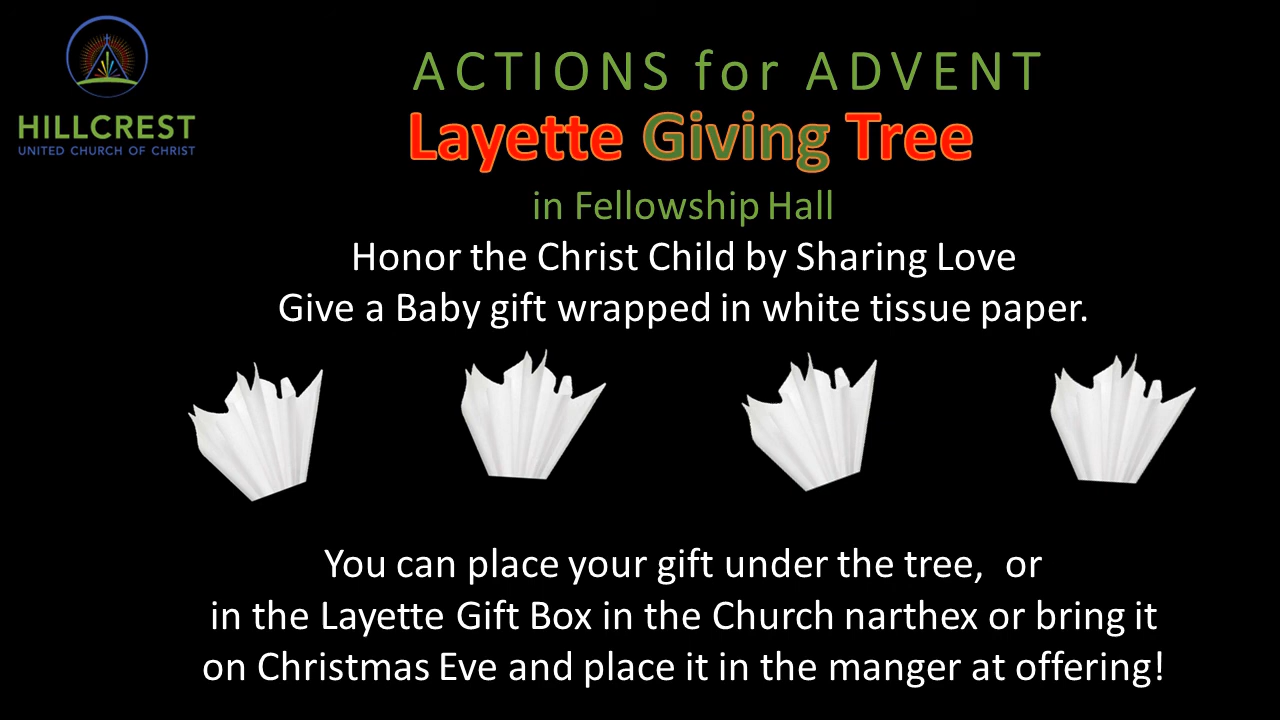 HILLCREST
UNITED CHURCH OF CHRIST
ACTIONS for ADVENT
Layette Giving Tree
in Fellowship Hall
Honor the Christ Child by Sharing Love
Give a Baby gift wrapped in white tissue paper.
You can place your gift under the tree, or
in the Layette Gift Box in the Church narthex or bring it
on Christmas Eve and place it in the manger at offering!